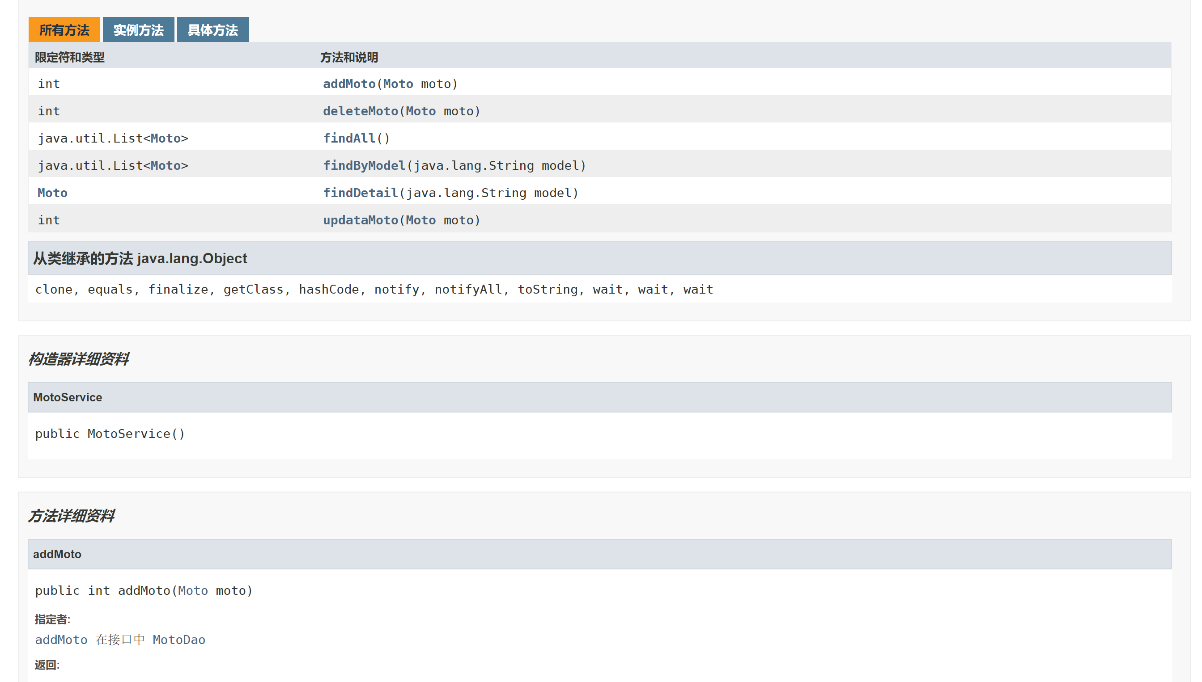 所有方法 实例方法 具体方法
限定符和类型 方法和说明
int addMoto(Moto moto)
int deleteMoto(Moto moto)
java.util.List<Moto> findAll()
java.util.List<Moto> findByModel(java.lang.String model)
Moto findDetail(java.lang.String model)
int updataMoto(Moto moto)
从类继承的方法 java.lang.Object
clone, equals, finalize, getClass, hashCode, notify, notifyAll, toString, wait, wait, wait
构造器详细资料
MotoService
public MotoService()
方法详细资料
addMoto
public int addMoto(Moto moto)
指定者:
addMoto 在接口中 MotoDao
返回: